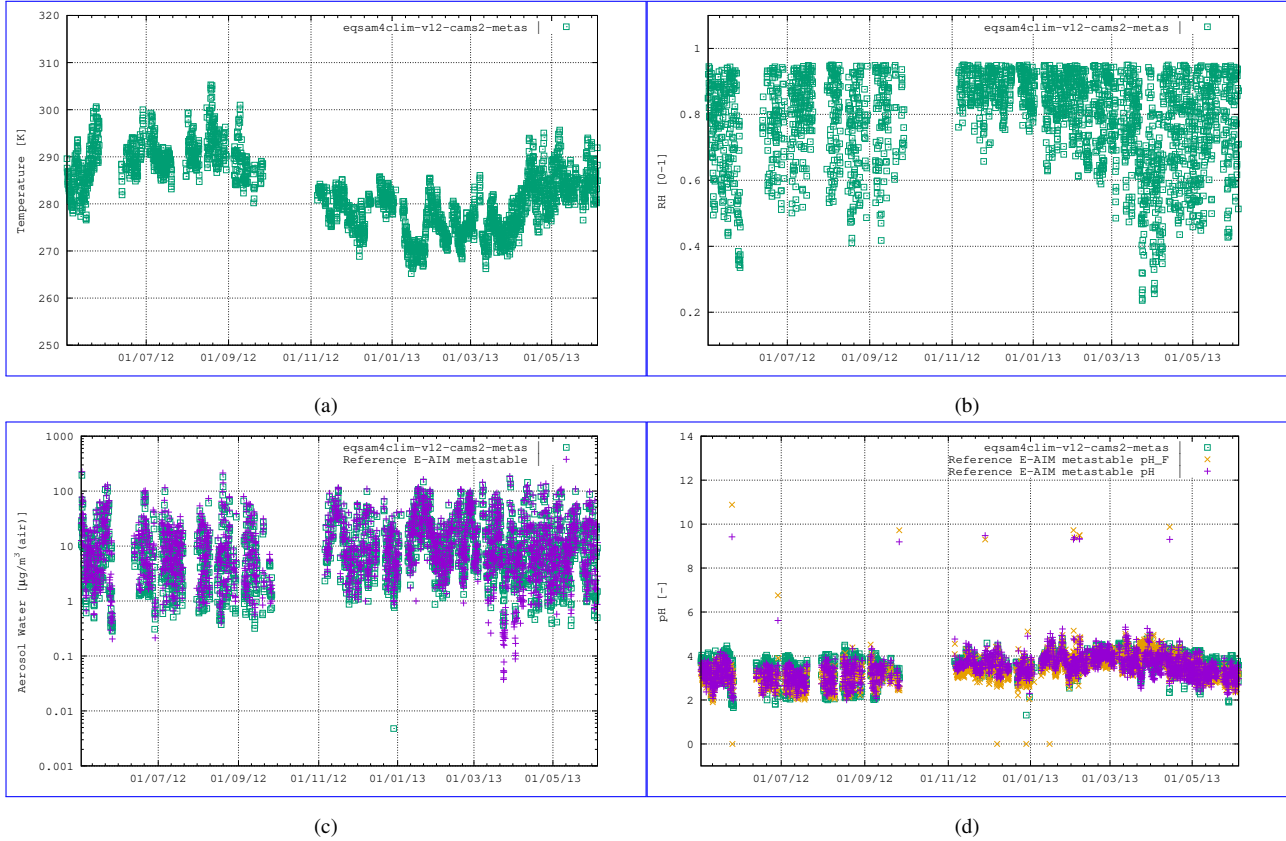 320
310
300
290
280
270
260
250
Temperature [K]
eqsam4clim-v12-cams2-metas |
01/07/12 01/09/12 01/11/12 01/01/13 01/03/13 01/05/13
(a)
1
0.8
0.6
0.4
0.2
RH [0-1]
eqsam4clim-v12-cams2-metas |
01/07/12 01/09/12 01/11/12 01/01/13 01/03/13 01/05/13
(b)
1000
100
10
1
0.1
0.01
0.001
Aerosol Water [µg/m³(air)]
eqsam4clim-v12-cams2-metas |
Reference E-AIM metastable |
01/07/12 01/09/12 01/11/12 01/01/13 01/03/13 01/05/13
(c)
14
12
10
8
6
4
2
0
pH [-]
eqsam4clim-v12-cams2-metas |
Reference E-AIM metastable pH_F |
Reference E-AIM metastable pH |
01/07/12 01/09/12 01/11/12 01/01/13 01/03/13 01/05/13
(d)